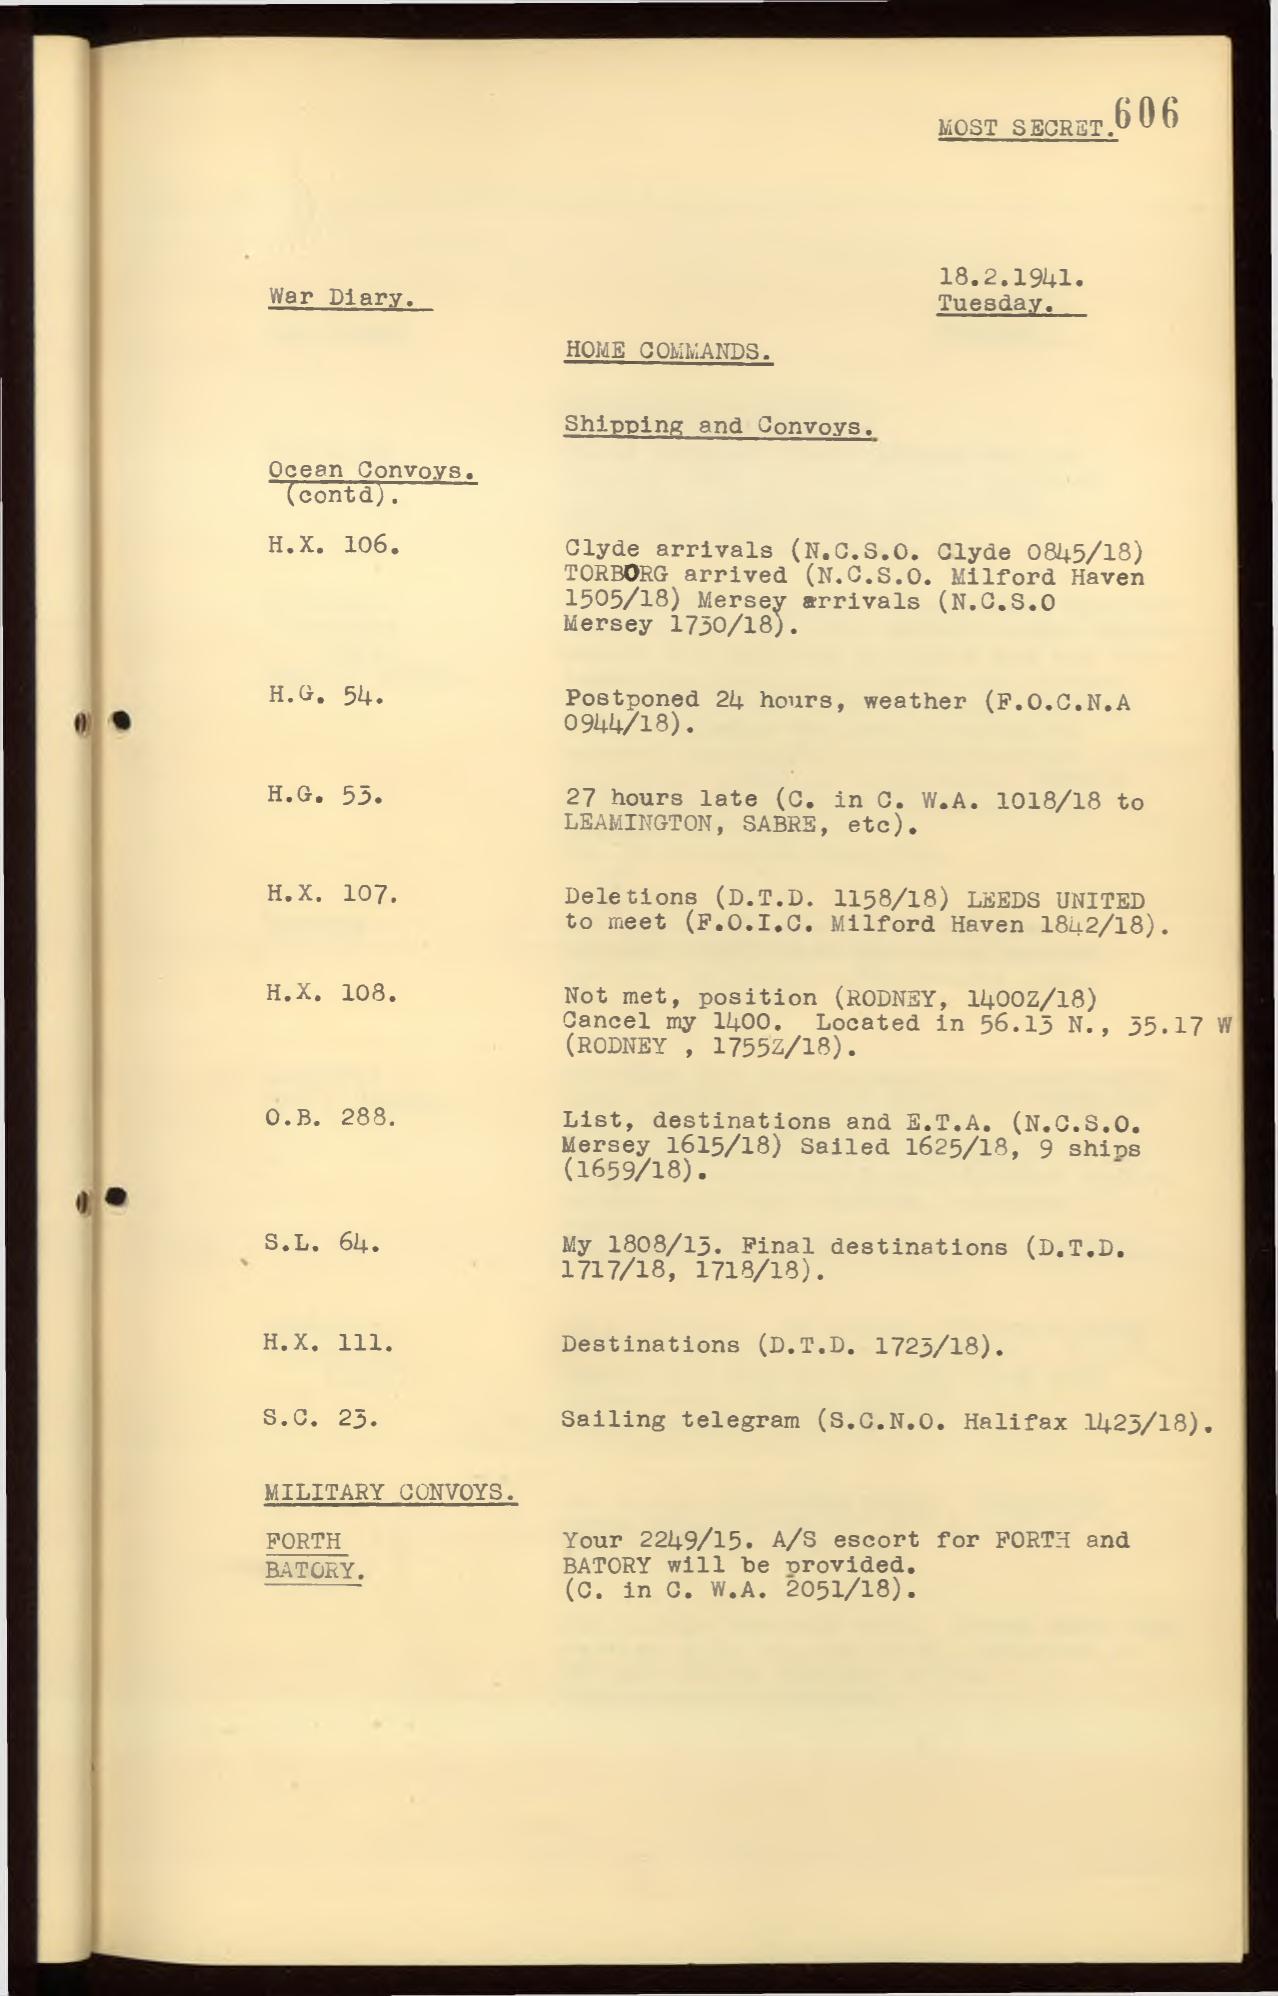 MOST SECRET. 606
18.2.1941.
War Diary.
Tuesday.
HOME COMMANDS.
Shipping and Convoys.
Ocean Convoys.
(contd).
H.X. 106. Clyde arrivals (N.C.S.O. Clyde 0845/18)
TORBORG arrived (N.C.S.O. Milford Haven
1505/18) Mersey arrivals (N.C.S.O
Mersey 1730/18).
H.G. 54. Postponed 24 hours, weather (F.O.C.N.A
0944/18).
H.G. 53. 27 hours late (C. in C. W.A. 1018/18 to
LEAMINGTON, SABRE, etc).
H.X. 107. Deletions (D.T.D. 1158/18) LEEDS UNITED
to meet (F.O.I.C. Milford Haven 1842/18).
H.X. 108. Not met, position (RODNEY, 1400Z/18)
Cancel my 1400. Located in 56.13 N., 35.17 W
(RODNEY , 1755Z/18).
O.B. 288. List, destinations and E.T.A. (N.C.S.O.
Mersey 1615/18) Sailed 1625/18, 9 ships
(1659/18).
S.L. 64. My 1808/13. Final destinations (D.T.D.
1717/18, 1718/18).
H.X. 111. Destinations (D.T.D. 1723/18).
S.C. 23. Sailing telegram (S.C.N.O. Halifax 1423/18).
MILITARY CONVOYS.
FORTH Your 2249/15. A/S escort for FORTH and
BATORY. BATORY will be provided.
(C. in C. W.A. 2051/18).